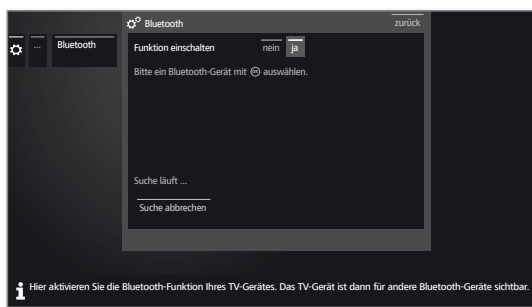 Bluetooth
zurück
...
Bluetooth
Funktion einschalten
nein
ja
Bitte ein Bluetooth-Gerät mit OK auswählen.
Suche läuft ...
Suche abbrechen
Hier aktivieren Sie die Bluetooth-Funktion Ihres TV-Gerätes. Das TV-Gerät ist dann für andere Bluetooth-Geräte sichtbar.